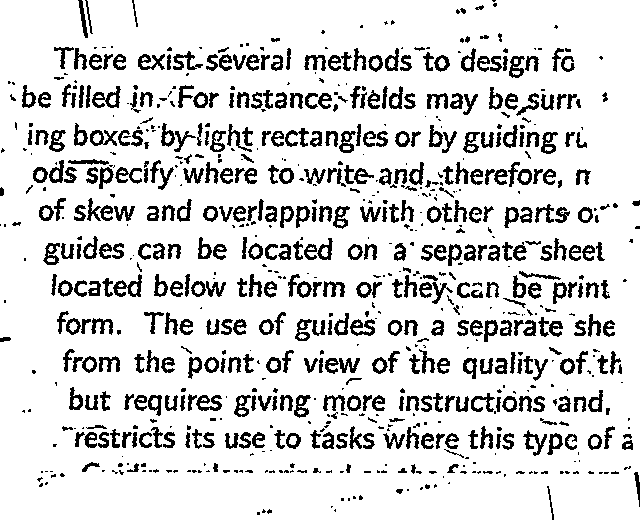 There exist several methods to design fo
be filled in. For instance, fields may be surr
ing boxes, by light rectangles or by guiding ru
ods specify where to write and, therefore, n
of skew and overlapping with other parts o
guides can be located on a separate sheet
located below the form or they can be print
form. The use of guides on a separate she
from the point of view of the quality of th
but requires giving more instructions and,
restricts its use to tasks where this type of a